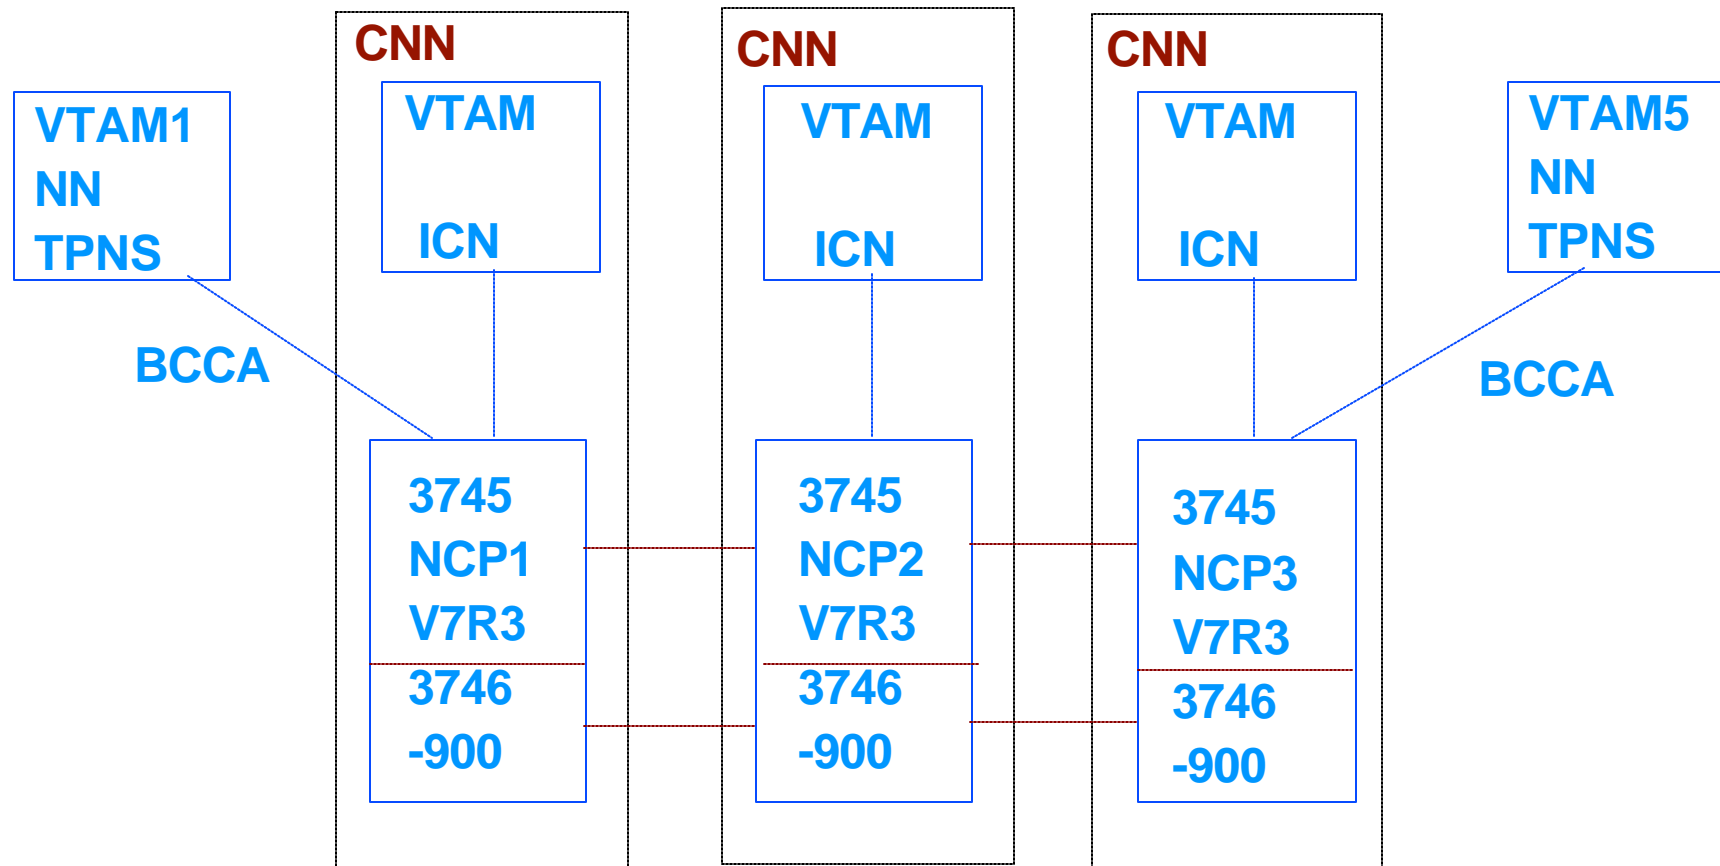 CNN
CNN
CNN
VTAM1
NN
TPNS
VTAM
ICN
VTAM
ICN
VTAM
ICN
VTAM5
NN
TPNS
BCCA
BCCA
3745
NCP1
V7R3
3746
-900
3745
NCP2
V7R3
3746
-900
3745
NCP3
V7R3
3746
-900